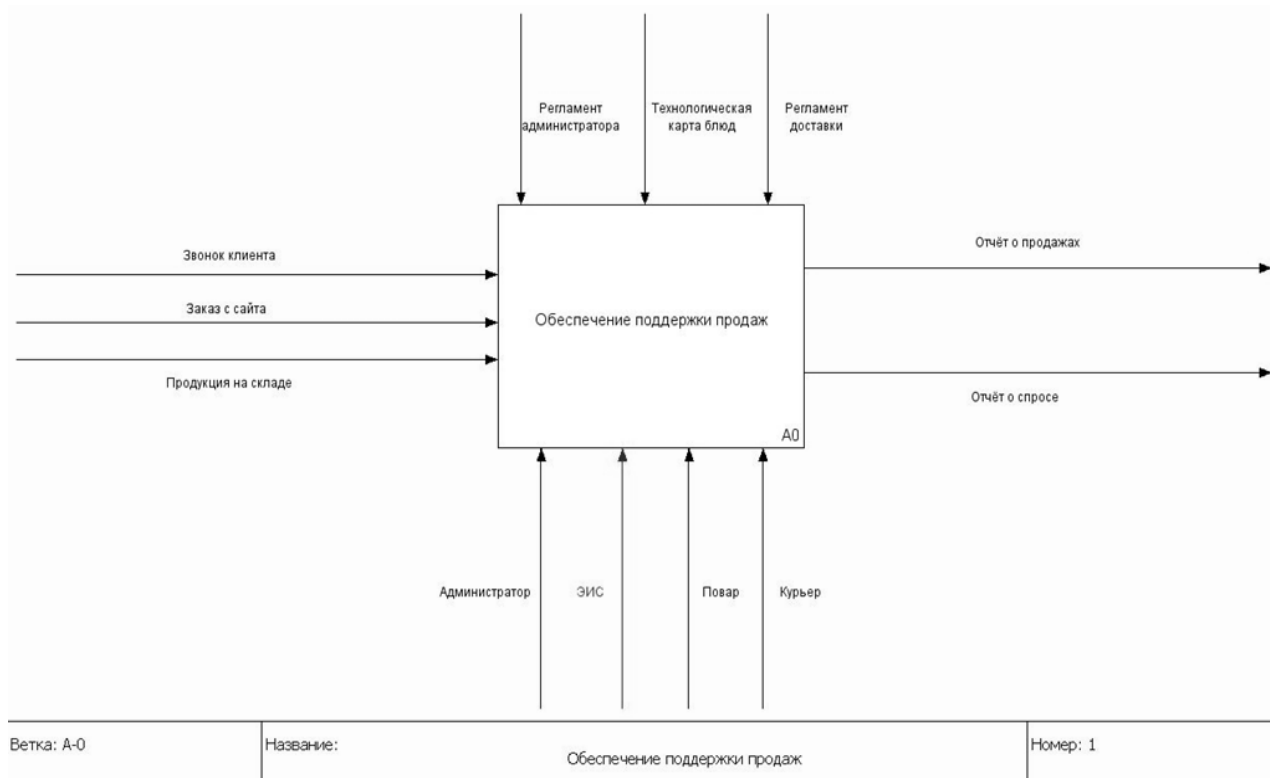 Регламент
администратора
Технологическая
карта блюд
Регламент
доставки
Звонок клиента
Заказ с сайта
Продукция на складе
Обеспечение поддержки продаж
A0
Отчёт о продажах
Отчёт о спросе
Администратор
ЭИС
Повар
Курьер
Ветка: A-0
Название:
Обеспечение поддержки продаж
Номер: 1